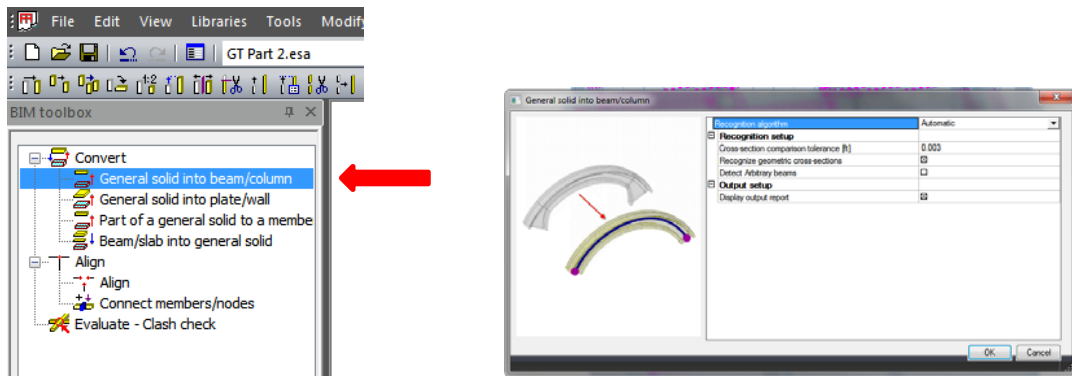 File Edit View Libraries Tools Modify
GT Part 2.esa
BIM toolbox
Convert
General solid into beam/column
General solid into plate/wall
Part of a general solid to a membe
Beam/slab into general solid
Align
Align
Connect members/nodes
Evaluate - Clash check
General solid into beam/column
Recognition algorithm Automatic
Recognition setup
Cross-section comparison tolerance [ft] 0.003
Recognize geometric cross-sections
Detect Arbitrary beams
Output setup
Display output report
OK Cancel